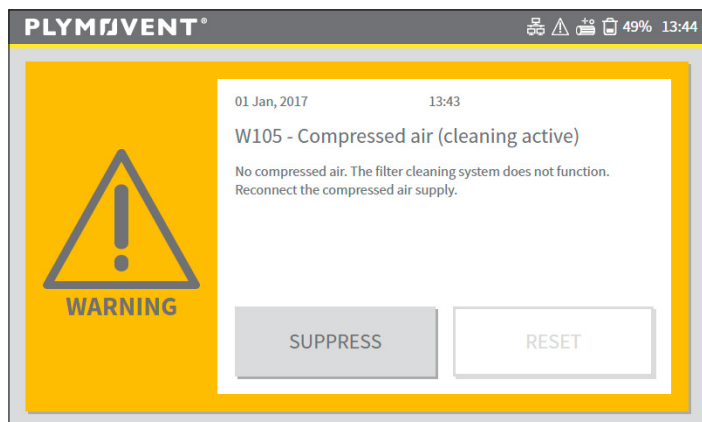 PLYMOVENT®
49% 13:44
01 Jan, 2017 13:43
W105 - Compressed air (cleaning active)
No compressed air. The filter cleaning system does not function.
Reconnect the compressed air supply.
WARNING
SUPPRESS RESET